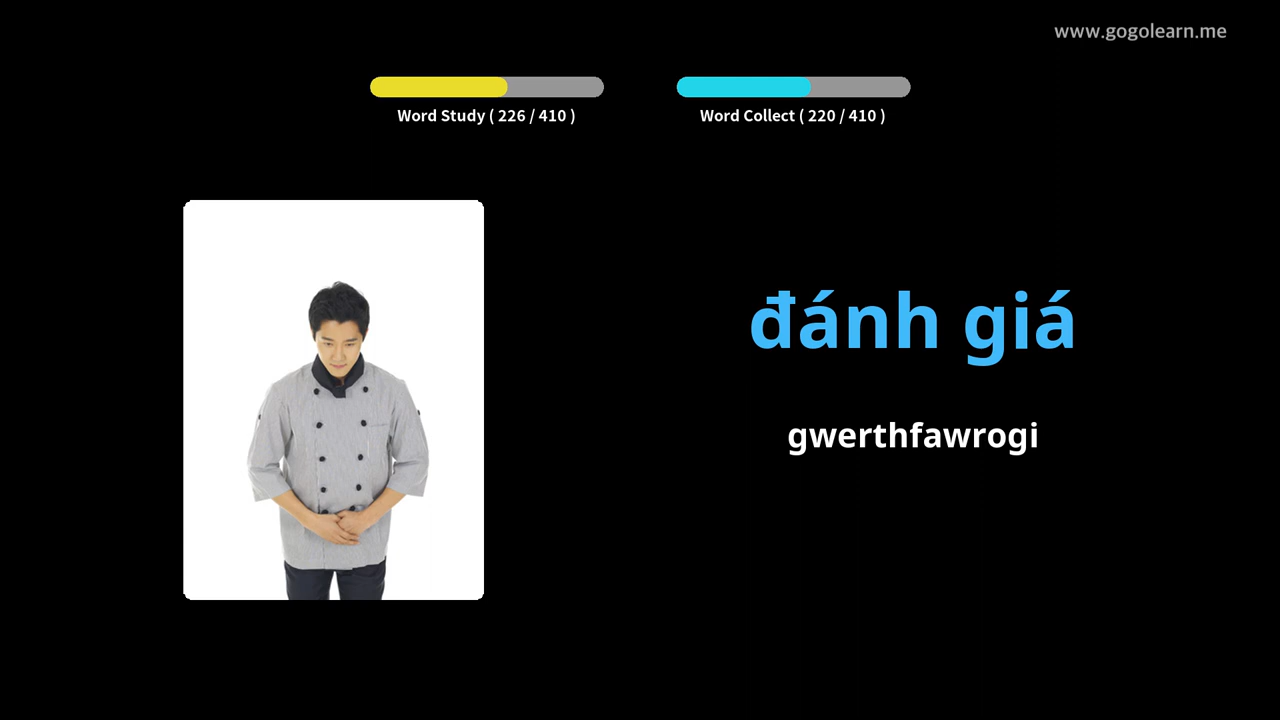 www.gogolearn.me
Word Study ( 226 / 410 )
Word Collect ( 220 / 410 )
đánh giá
gwerthfawrogi